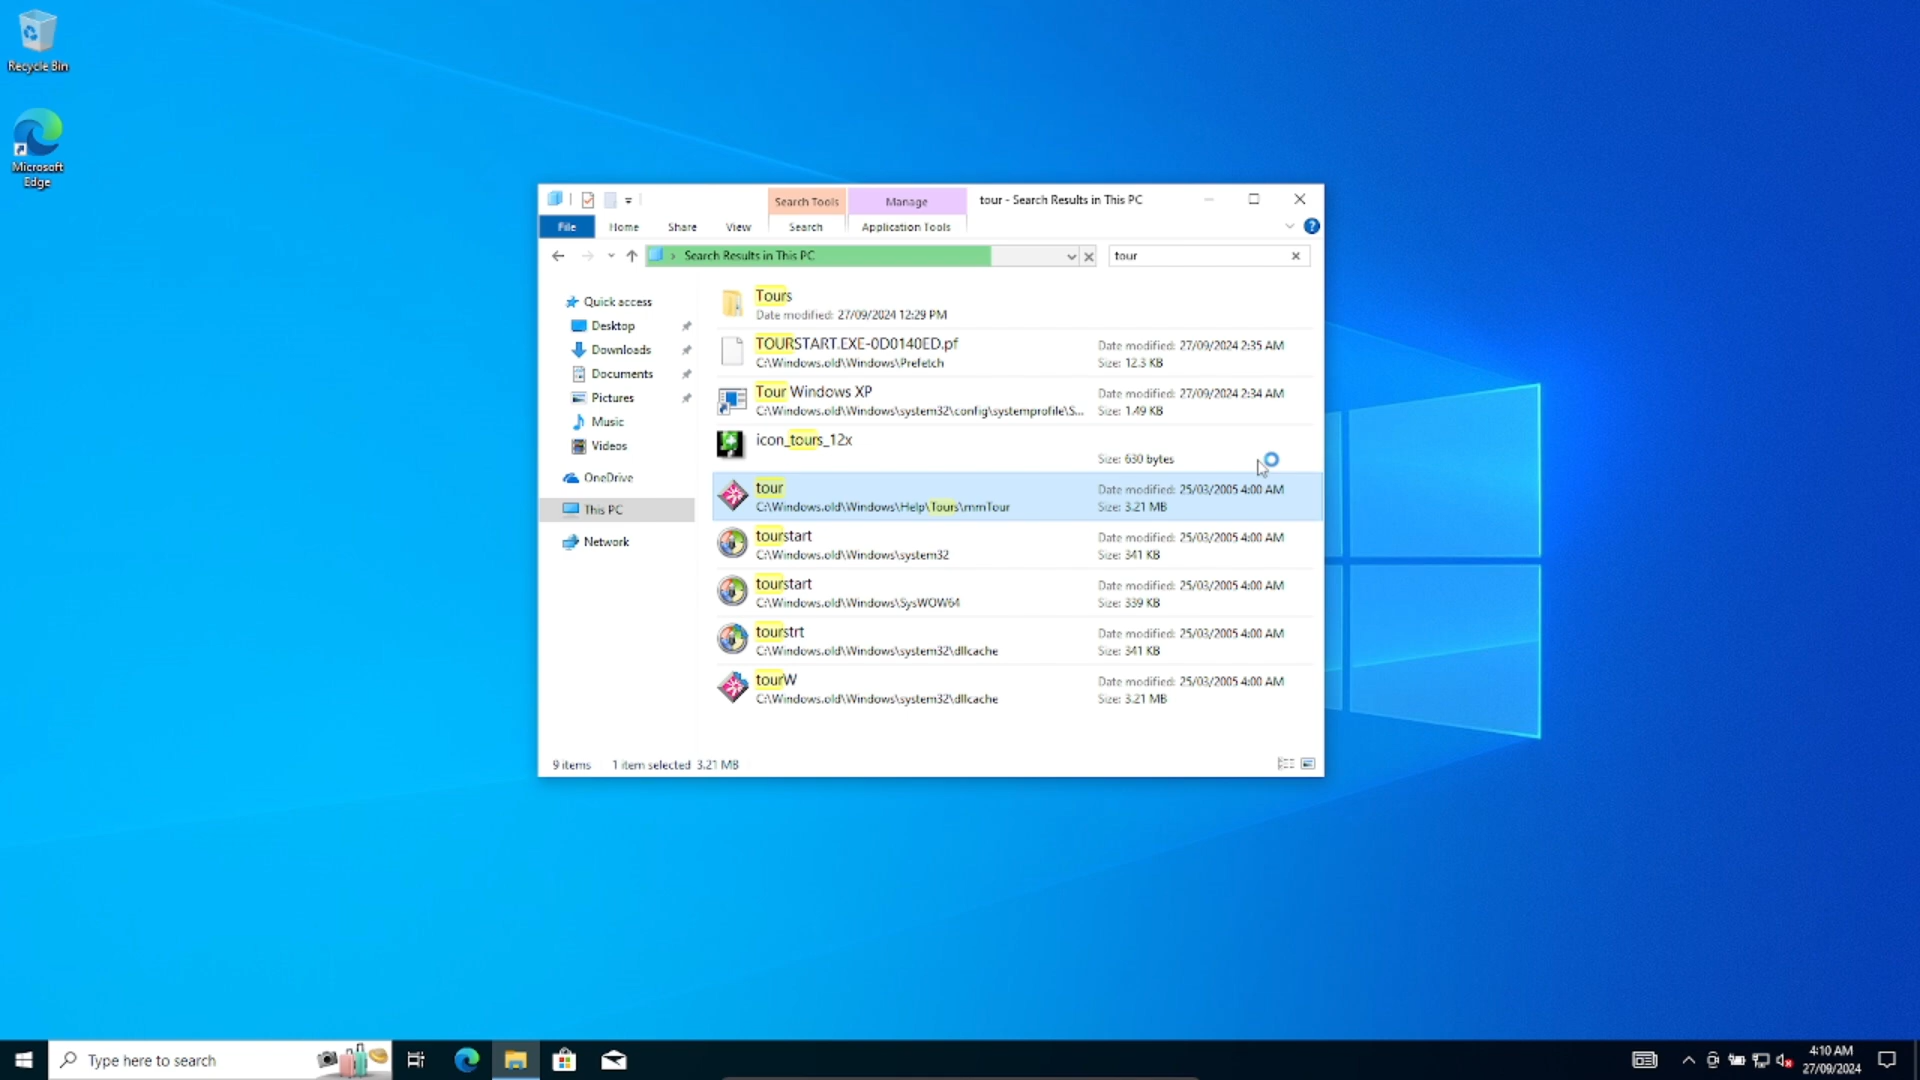 Recycle Bin
Microsoft
Edge
Search Tools
Manage
tour - Search Results in This PC
File
Home
Share
View
Search
Application Tools
Search Results in This PC
tour
Quick access
Desktop
Downloads
Documents
Pictures
Music
Videos
OneDrive
This PC
Network
Tours
Date modified: 27/09/2024 12:29 PM
TOURSTART.EXE-0D0140ED.pf
Date modified: 27/09/2024 2:35 AM
C:\Windows.old\Windows\Prefetch
Size: 12.3 KB
Tour Windows XP
Date modified: 27/09/2024 2:34 AM
C:\Windows.old\Windows\system32\config\systemprofile\S...
Size: 1.49 KB
icon_tours_12x
Size: 630 bytes
tour
Date modified: 25/03/2005 4:00 AM
C:\Windows.old\Windows\Help\Tours\mmTour
Size: 3.21 MB
tourstart
Date modified: 25/03/2005 4:00 AM
C:\Windows.old\Windows\system32
Size: 341 KB
tourstart
Date modified: 25/03/2005 4:00 AM
C:\Windows.old\Windows\SysWOW64
Size: 339 KB
tourstrt
Date modified: 25/03/2005 4:00 AM
C:\Windows.old\Windows\system32\dllcache
Size: 341 KB
tourW
Date modified: 25/03/2005 4:00 AM
C:\Windows.old\Windows\system32\dllcache
Size: 3.21 MB
9 items 1 item selected 3.21 MB
Type here to search
4:10 AM
27/09/2024